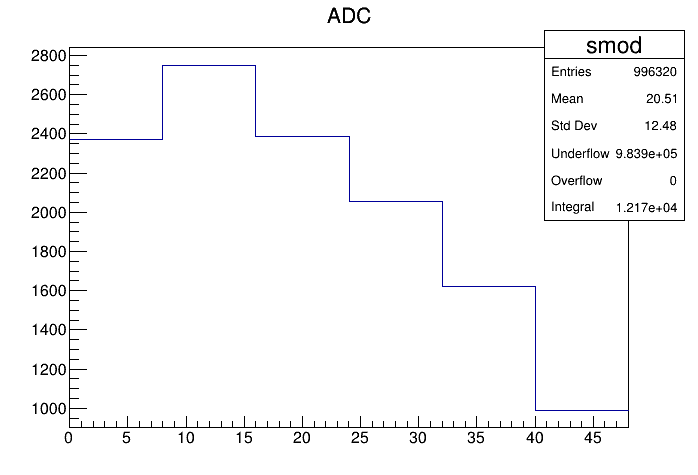 ADC
smod
Entries 996320
Mean 20.51
Std Dev 12.48
Underflow 9.839e+05
Overflow 0
Integral 1.217e+04
2800
2600
2400
2200
2000
1800
1600
1400
1200
1000
0 5 10 15 20 25 30 35 40 45